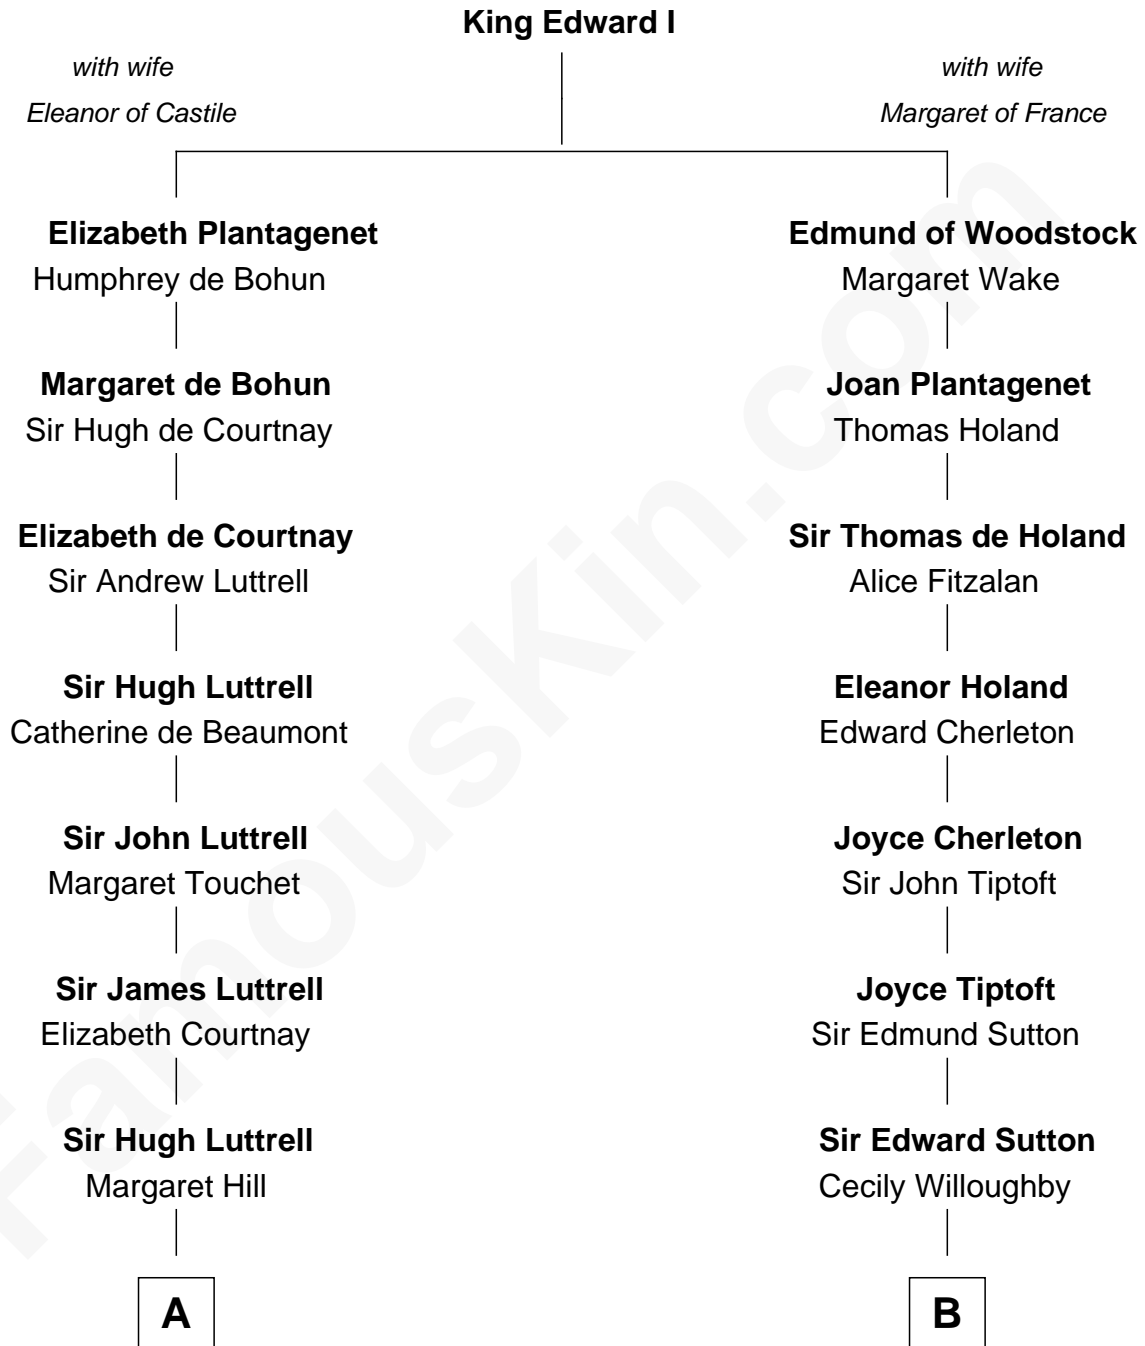 King Edward I
with wife
Eleanor of Castile
with wife
Margaret of France
Elizabeth Plantagenet
Humphrey de Bohun
Edmund of Woodstock
Margaret Wake
Margaret de Bohun
Sir Hugh de Courtnay
Joan Plantagenet
Thomas Holand
Elizabeth de Courtnay
Sir Andrew Luttrell
Sir Thomas de Holand
Alice Fitzalan
Sir Hugh Luttrell
Catherine de Beaumont
Eleanor Holand
Edward Cherleton
Sir John Luttrell
Margaret Touchet
Joyce Cherleton
Sir John Tiptoft
Sir James Luttrell
Elizabeth Courtnay
Joyce Tiptoft
Sir Edmund Sutton
Sir Hugh Luttrell
Margaret Hill
Sir Edward Sutton
Cecily Willoughby
A
B
FamousKin.com